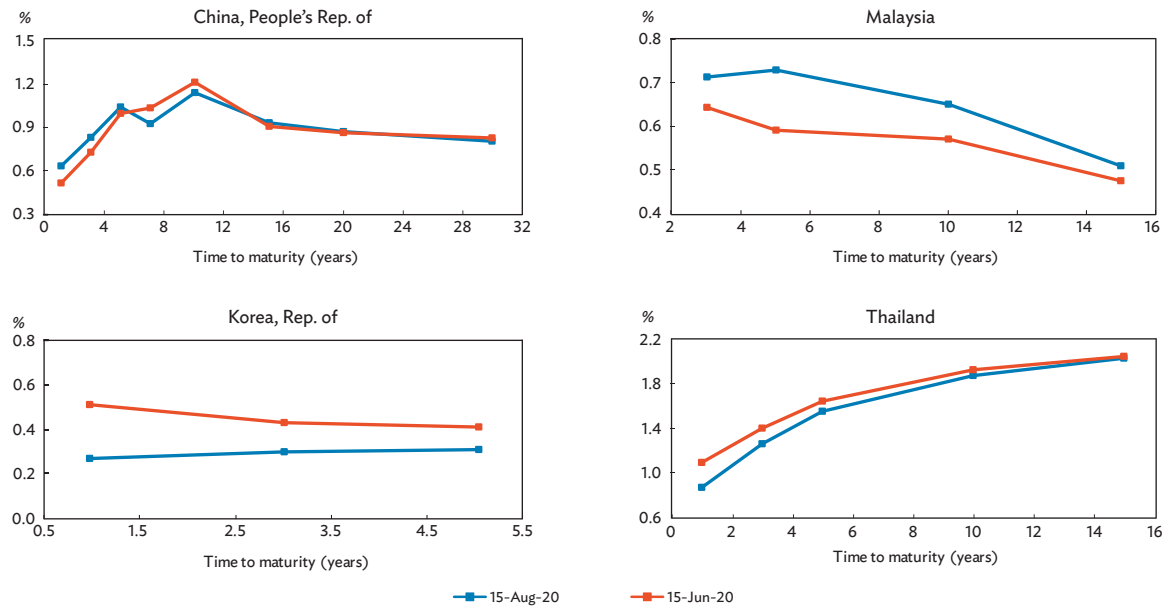 China, People's Rep. of
%
1.5
1.2
0.9
0.6
0.3
0 4 8 12 16 20 24 28 32
Time to maturity (years)
Malaysia
%
0.8
0.7
0.6
0.5
0.4
2 4 6 8 10 12 14 16
Time to maturity (years)
Korea, Rep. of
%
0.8
0.6
0.4
0.2
0.0
0.5 1.5 2.5 3.5 4.5 5.5
Time to maturity (years)
Thailand
%
2.2
1.8
1.4
1.0
0.6
0 2 4 6 8 10 12 14 16
Time to maturity (years)
15-Aug-20 15-Jun-20